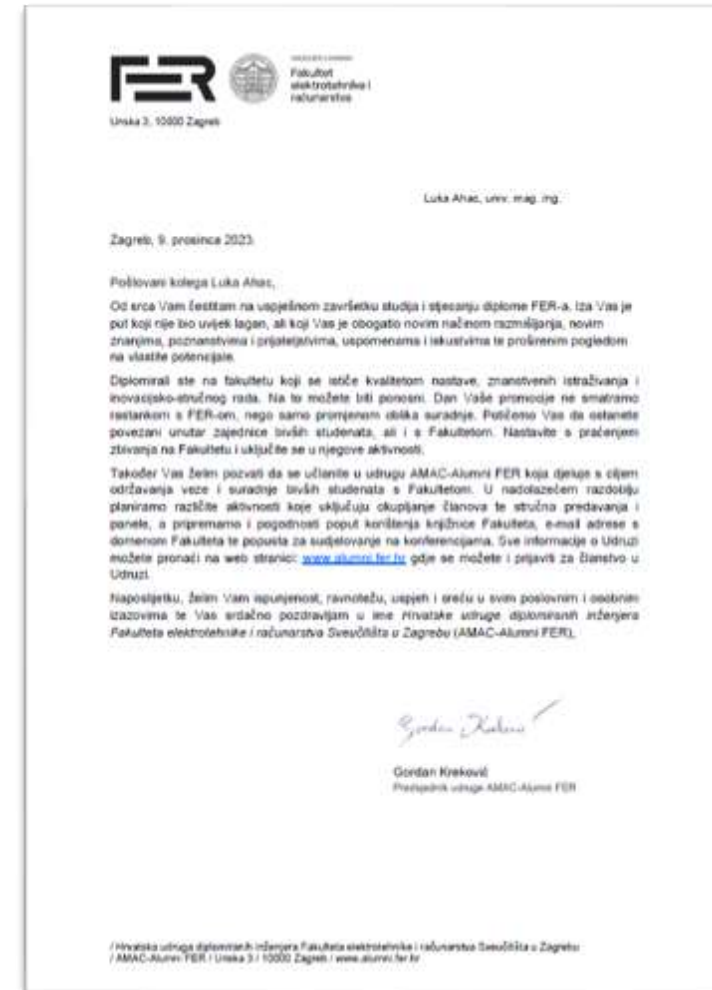 FER
Fakultet
elektrotehnike i
računarstva
Unska 3, 10000 Zagreb
Luka Ahac, univ. mag. ing.
Zagreb, 9. prosinca 2023.
Poštovani kolega Luka Ahac,
Od srca Vam čestitam na uspješnom završetku studija i stjecanju diplome FER-a. Iza Vas je
put koji nije bio uvijek lagan, ali koji Vas je obogatio novim načinom razmišljanja, novim
znanjima, poznanstvima i prijateljstvima, uspomenama i iskustvima te proširenim pogledom
na vlastite potencijale.
Diplomirali ste na fakultetu koji se ističe kvalitetom nastave, znanstvenih istraživanja i
inovacijsko-stručnog rada. Na to možete biti ponosni. Dan Vaše promocije ne smatramo
rastankom s FER-om, nego samo promjenom oblika suradnje. Potičemo Vas da ostanete
povezani unutar zajednice bivših studenata, ali i s Fakultetom. Nastavite s praćenjem
zbivanja na Fakultetu i uključite se u njegove aktivnosti.
Također Vas želim pozvati da se učlanite u udrugu AMAC-Alumni FER koja djeluje s ciljem
održavanja veze i suradnje bivših studenata s Fakultetom. U nadolazećem razdoblju
planiramo različite aktivnosti koje uključuju okupljanje članova te stručna predavanja i
panele, a pripremamo i pogodnosti poput korištenja knjižnice Fakulteta, e-mail adrese s
domenom Fakulteta te popusta za sudjelovanje na konferencijama. Sve informacije o Udruzi
možete pronaći na web stranici: www.alumni.fer.hr gdje se možete i prijaviti za članstvo u
Udruzi.
Naposljetku, želim Vam ispunjenost, ravnotežu, uspjeh i sreću u svim poslovnim i osobnim
izazovima te Vas srdačno pozdravljam u ime Hrvatske udruge diplomiranih inženjera
Fakulteta elektrotehnike i računarstva Sveučilišta u Zagrebu (AMAC-Alumni FER),
Gordan Kreković
Predsjednik udruge AMAC-Alumni FER
/ Hrvatska udruga diplomiranih inženjera Fakulteta elektrotehnike i računarstva Sveučilišta u Zagrebu
/ AMAC-Alumni FER / Unska 3 / 10000 Zagreb / www.alumni.fer.hr